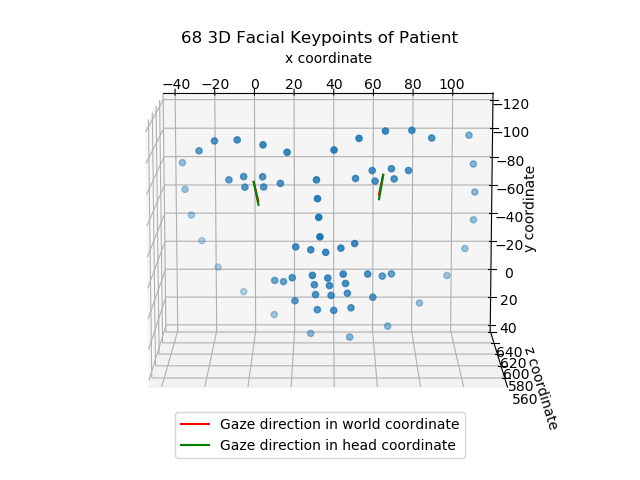 68 3D Facial Keypoints of Patient
x coordinate
−40 −20 0 20 40 60 80 100
−120
−100
−80
−60
−40
−20
0
20
40
y coordinate
640
620
600
580
560
z coordinate
Gaze direction in world coordinate
Gaze direction in head coordinate